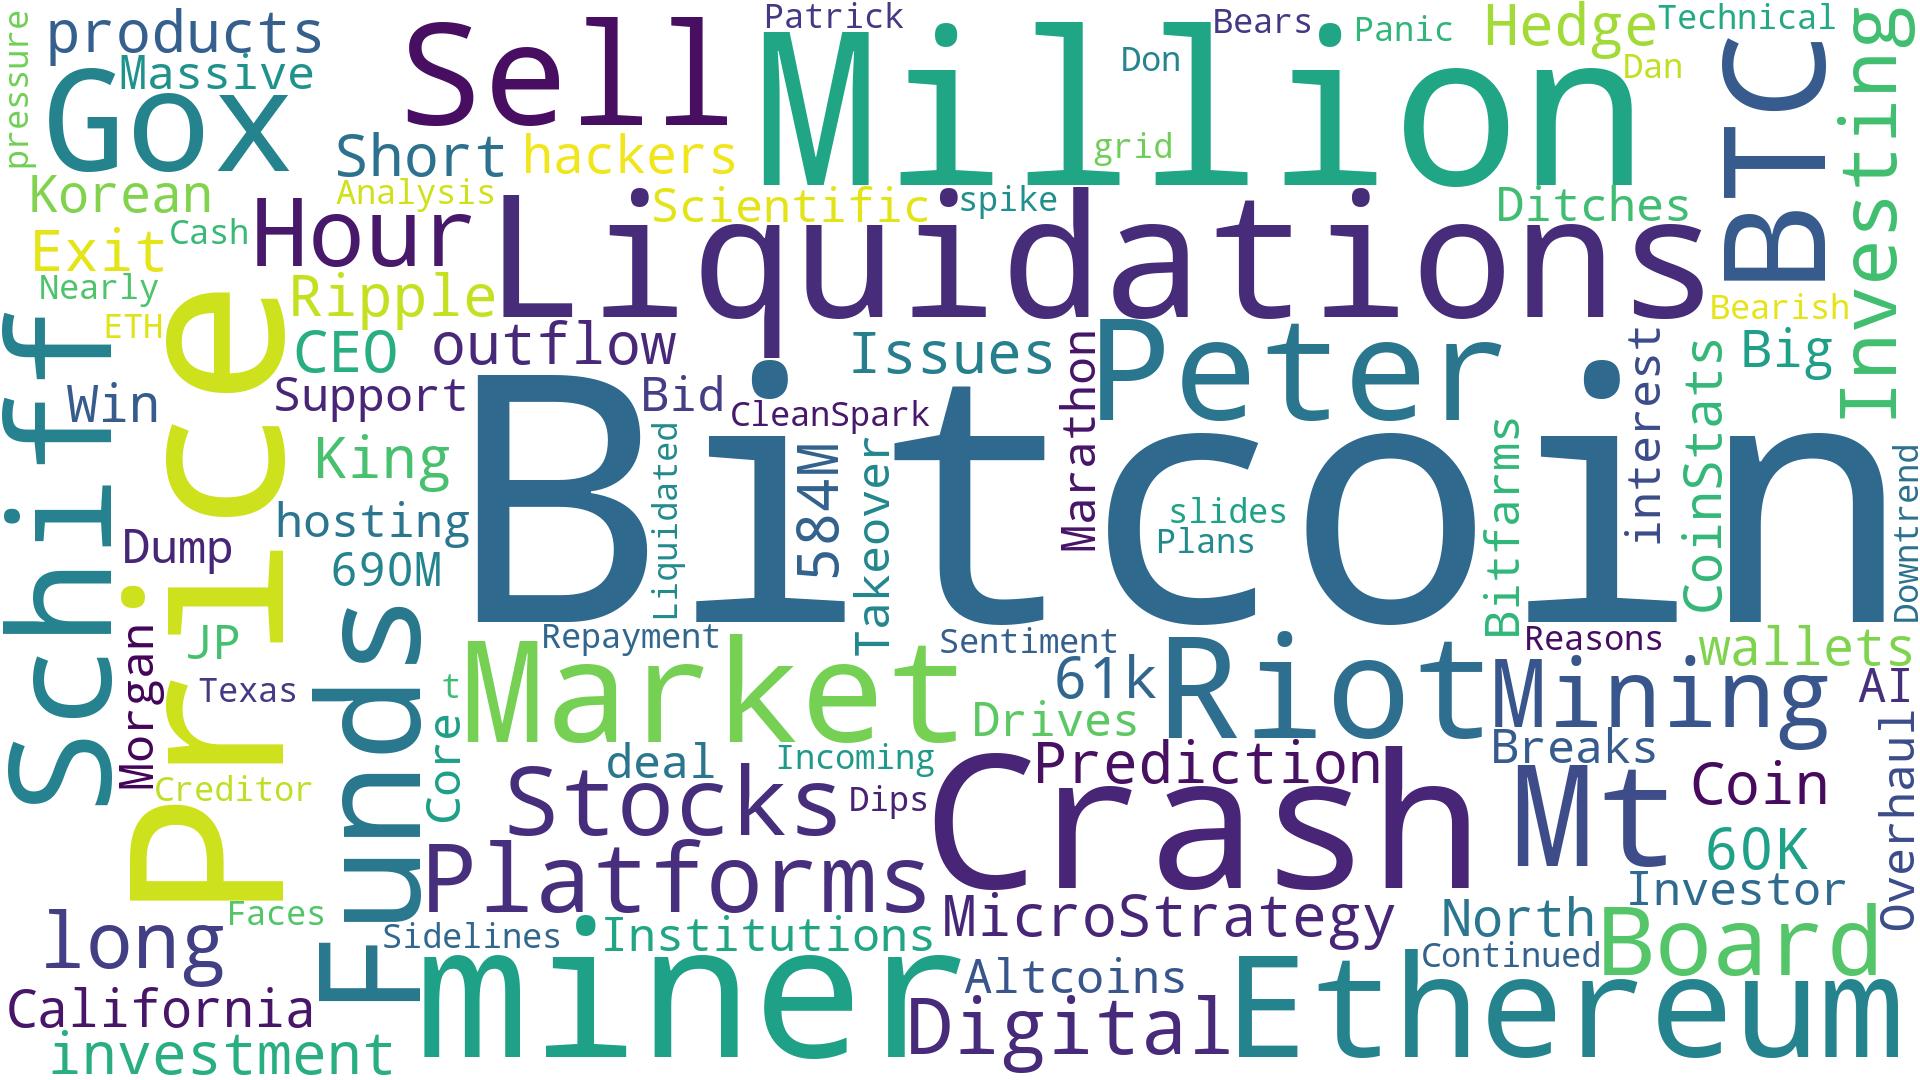 pressure
products
Massive
Gox
Sell
Patrick
Million
Don
Bears
Panic
Hedge
Technical
Dan
BTC
Investing
Short
hackers
grid
Korean
Analysis
Scientific
spike
Ditches
Exit
Cash
Hour
Liquidations
Nearly
Ripple
Bearish
ETH
CEO
outflow
Issues
Peter
Big
Schiff
Price
Win
Support
Bid
CleanSpark
Marathon
interest
CoinStats
King
Bitcoin
Liquidated
584M
Takeover
slides
Plans
Bitfarms
Downtrend
Dump
hosting
690M
Funds
Morgan
JP
Texas
Repayment
Sentiment
Reasons
wallets
Core
t
Market
61k
Riot
Mining
AI
Drives
Breaks
Overhaul
Creditor
deal
Incoming
Prediction
Stocks
Dips
Crash
Mt
Coin
60K
Platforms
Investor
MicroStrategy
long
Faces
Sidelines
Institutions
North
Continued
Board
California
miner
Altcoins
Digital
Ethereum
investment